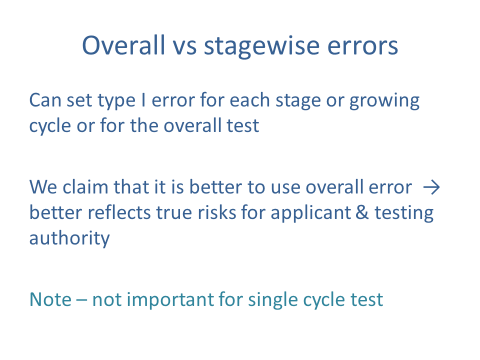 Overall vs stagewise errors
Can set type I error for each stage or growing
cycle or for the overall test
We claim that it is better to use overall error →
better reflects true risks for applicant & testing
authority
Note – not important for single cycle test